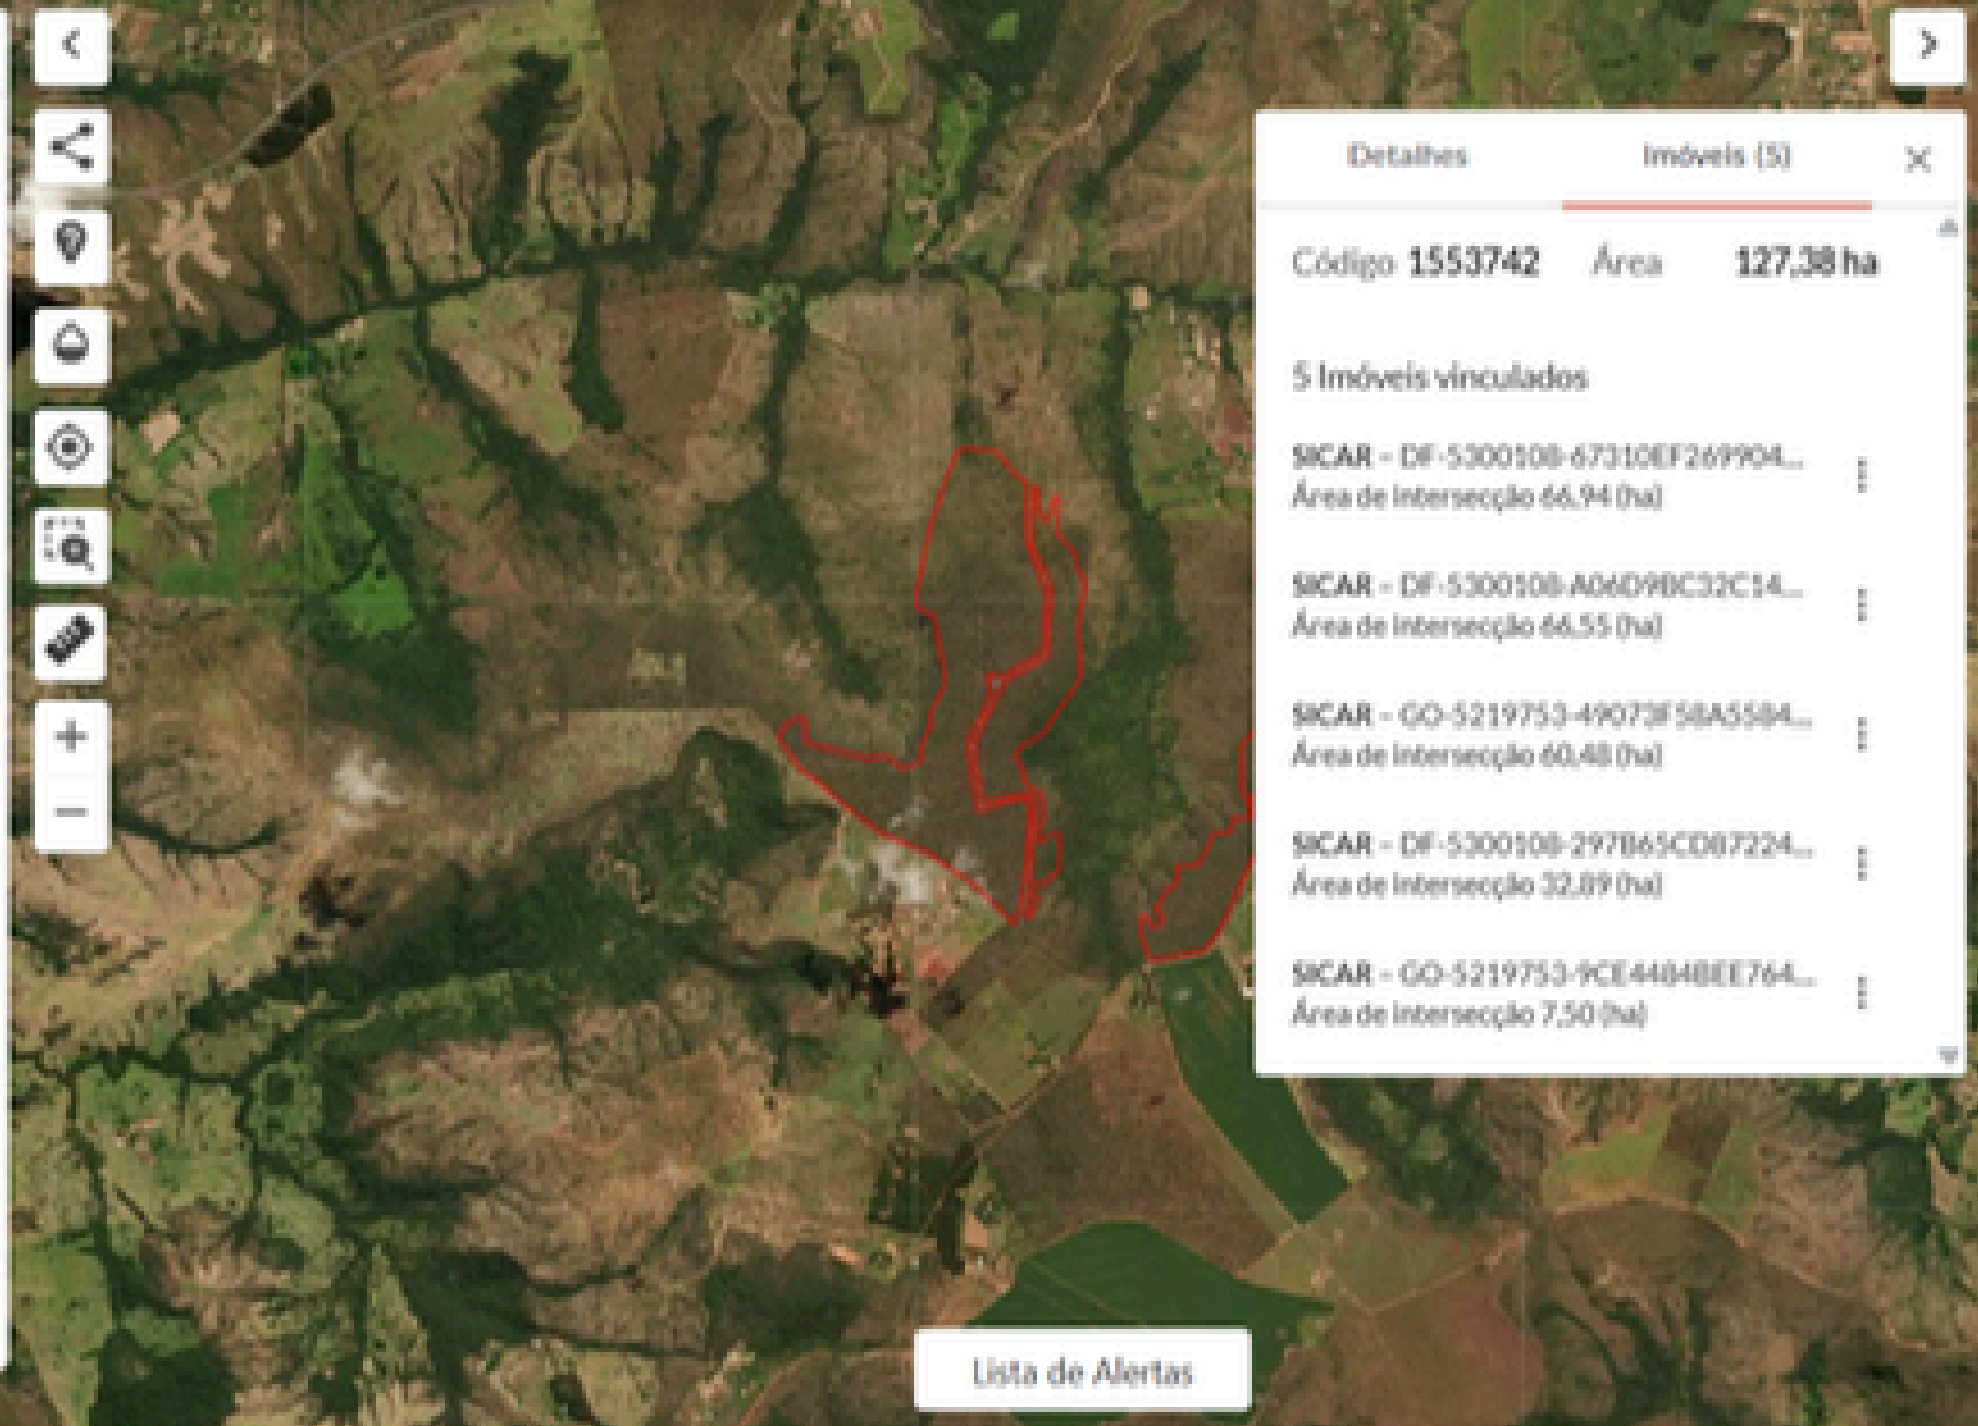 Detalhes Imóveis (5)
Código 1553742 Área 127,38 ha
5 Imóveis vinculados
SICAR - DF-5300108-67310EF269904...
Área de intersecção 66,94 (ha)
SICAR - DF-5300108-A06D9BC32C14...
Área de intersecção 66,55 (ha)
SICAR - GO-5219753-49073F58A5584...
Área de intersecção 60,48 (ha)
SICAR - DF-5300108-297B65CD87224...
Área de intersecção 32,89 (ha)
SICAR - GO-5219753-9CE4484BEE764...
Área de intersecção 7,50 (ha)
Lista de Alertas